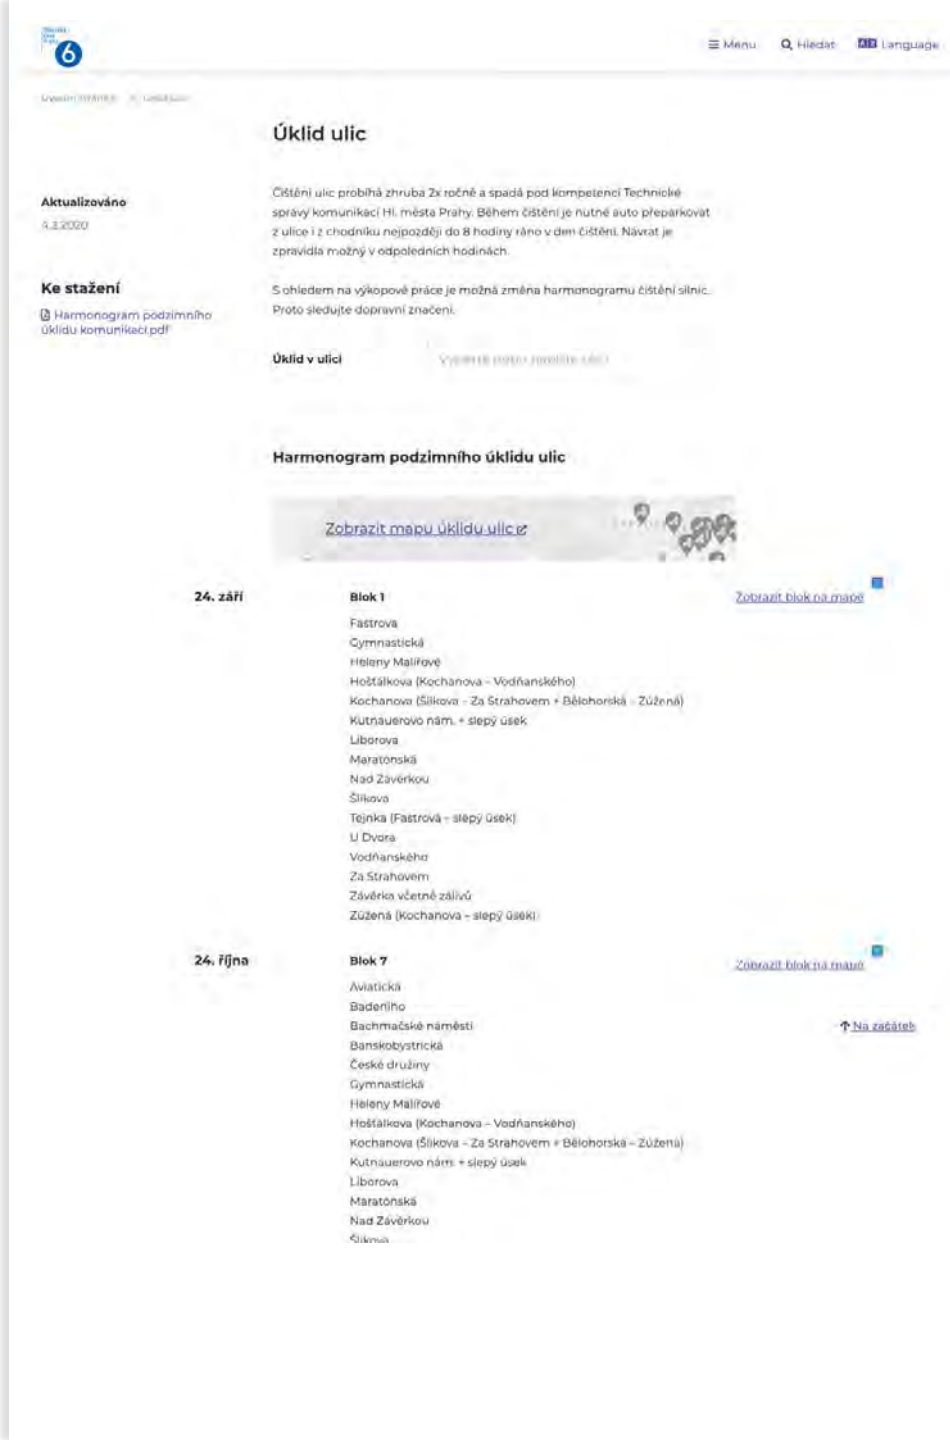 6
Menu
Hledat
Language
Úklid ulic
Aktualizováno
4.2.2020
Ke stažení
Harmonogram podzimního
úklidu komunikací.pdf
Čištění ulic probíhá zhruba 2x ročně a spadá pod kompetenci Technické
správy komunikací Hl. města Prahy. Během čištění je nutné auto přeparkovat
z ulice i z chodníku nejpozději do 8 hodiny ráno v den čištění. Návrat je
zpravidla možný v odpoledních hodinách.
S ohledem na výkopové práce je možná změna harmonogramu čištění silnic.
Proto sledujte dopravní značení.
Úklid v ulici
Harmonogram podzimního úklidu ulic
Zobrazit mapu úklidu ulic
24. září
Blok 1
Zobrazit blok na mapě
Fastrova
Gymnastická
Heleny Malířové
Hošťálkova (Kochanova – Vodňanského)
Kochanova (Šlikova – Za Strahovem + Bělohorská – Zúžená)
Kutnauerovo nám. + slepý úsek
Liborova
Maratónská
Nad Závěrkou
Šlikova
Tejnka (Fastrová – slepý úsek)
U Dvora
Vodňanského
Za Strahovem
Závěrka včetně zálivů
Zúžená (Kochanova – slepý úsek)
24. října
Blok 7
Zobrazit blok na mapě
Aviatická
Badeniho
Bachmačské náměstí
Na začátek
Banskobystrická
České družiny
Gymnastická
Heleny Malířové
Hošťálkova (Kochanova – Vodňanského)
Kochanova (Šlikova – Za Strahovem + Bělohorská – Zúžená)
Kutnauerovo nám. + slepý úsek
Liborova
Maratónská
Nad Závěrkou
Šlikova